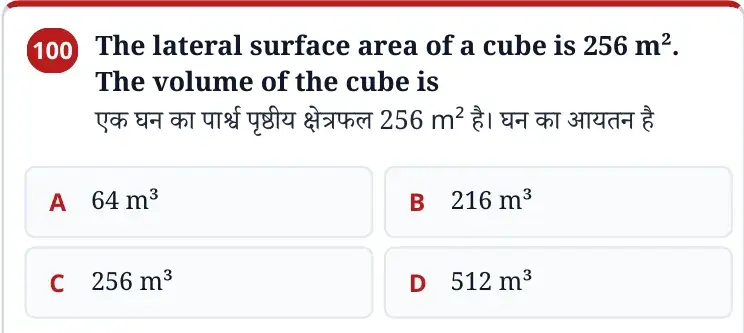 100 The lateral surface area of a cube is 256 m².
The volume of the cube is
एक घन का पार्श्व पृष्ठीय क्षेत्रफल 256 m² है। घन का आयतन है
A 64 m³
B 216 m³
C 256 m³
D 512 m³